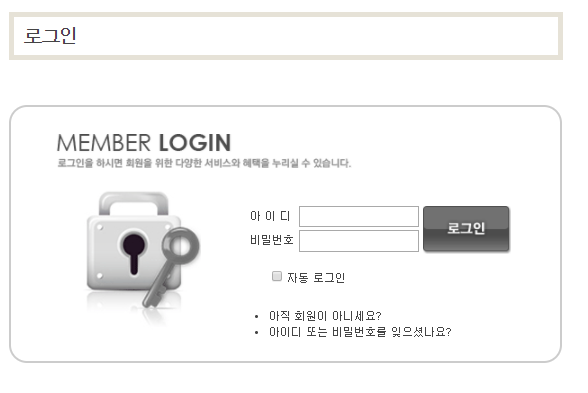 로그인
MEMBER LOGIN
로그인을 하시면 회원을 위한 다양한 서비스와 혜택을 누리실 수 있습니다.
아 이 디
로그인
비밀번호
자동 로그인
• 아직 회원이 아니세요?
• 아이디 또는 비밀번호를 잊으셨나요?